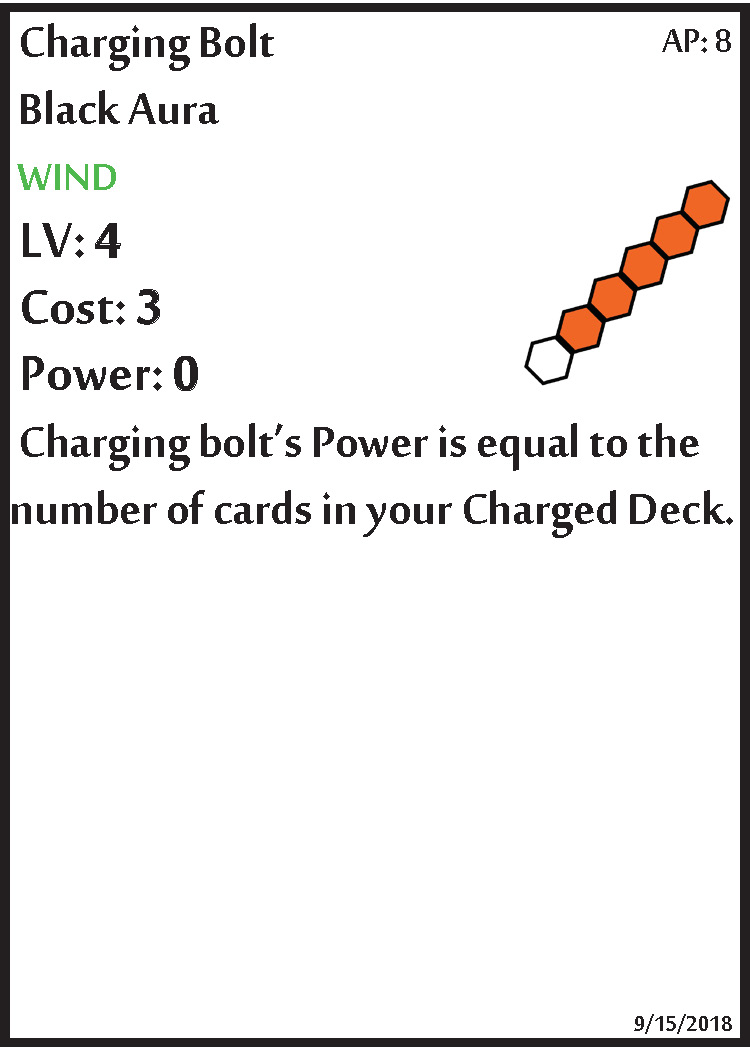 Charging Bolt
AP: 8
Black Aura
WIND
LV: 4
Cost: 3
Power: 0
Charging bolt's Power is equal to the
number of cards in your Charged Deck.
9/15/2018